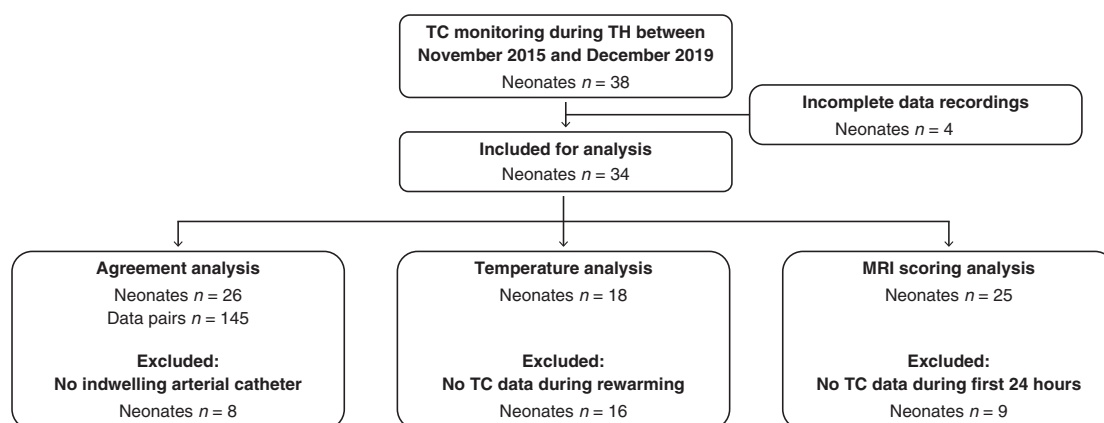 TC monitoring during TH between
November 2015 and December 2019
Neonates n = 38
Incomplete data recordings
Neonates n = 4
Included for analysis
Neonates n = 34
Agreement analysis
Neonates n = 26
Data pairs n = 145
Excluded:
No indwelling arterial catheter
Neonates n = 8
Temperature analysis
Neonates n = 18
Excluded:
No TC data during rewarming
Neonates n = 16
MRI scoring analysis
Neonates n = 25
Excluded:
No TC data during first 24 hours
Neonates n = 9